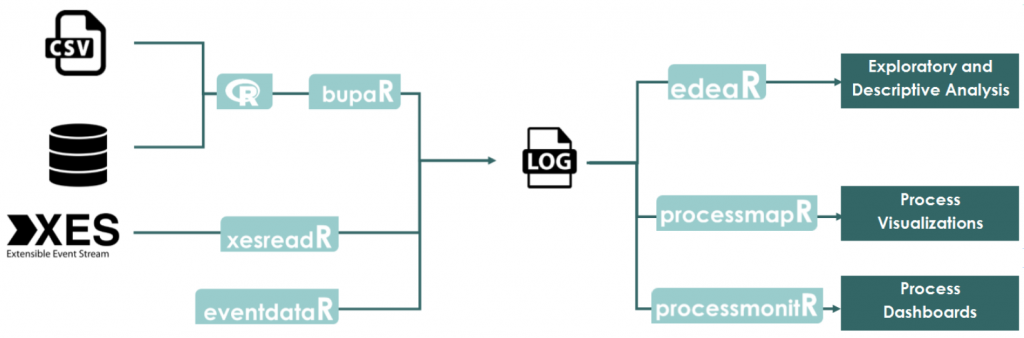 CSV
R
bupaR
XES
Extensible Event Stream
xesreadR
eventdataR
LOG
edeaR
Exploratory and
Descriptive Analysis
processmapR
Process
Visualizations
processmonitR
Process
Dashboards